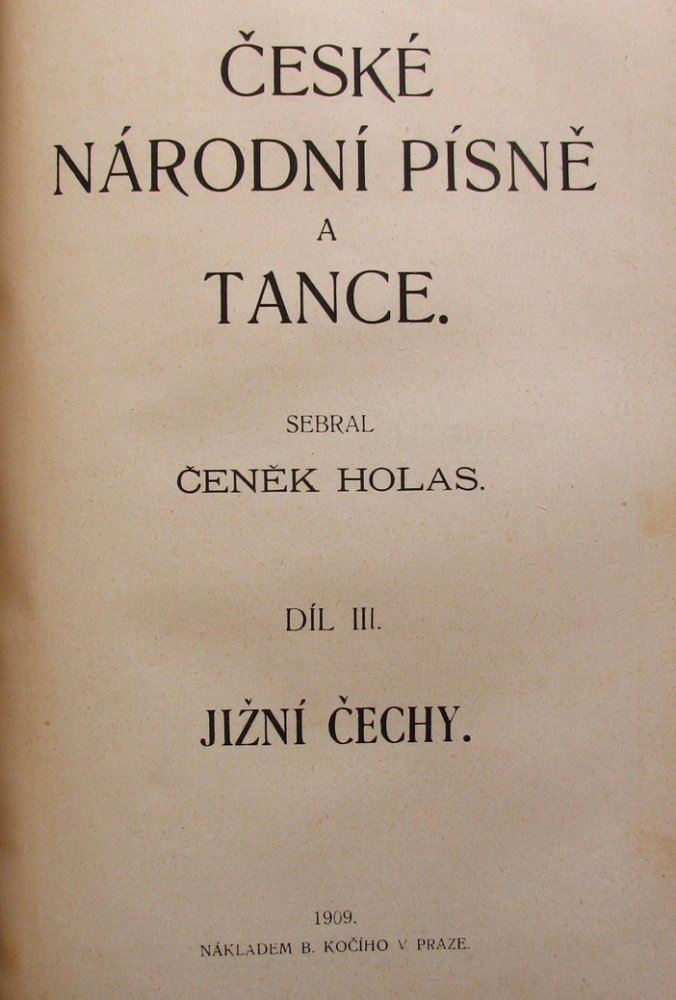 ČESKÉ
NÁRODNÍ PÍSNĚ
A
TANCE.
SEBRAL
ČENĚK HOLAS.
DÍL III.
JIŽNÍ ČECHY.
1909.
NÁKLADEM B. KOČÍHO V PRAZE.